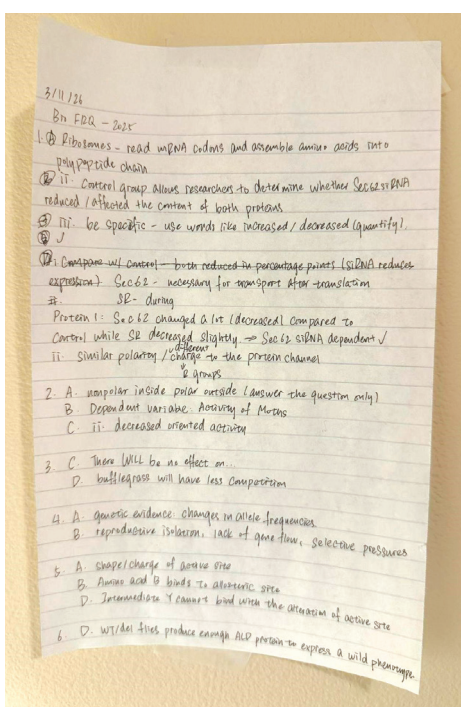 3/11/26
Bio FRQ - 2025
1. A Ribosomes - read mRNA codons and assemble amino acids into
polypeptide chain
B ii. Control group allows researchers to determine whether Sec62 siRNA
reduced / affected the content of both proteins
iii. be specific - use words like increased / decreased (quantify).
✓
D i Compare w/ control - both reduced in percentage points (siRNA reduces
expression) Sec62 - necessary for transport after translation
SR - during
Protein 1: Sec62 changed a lot (decreased) compared to
Control while SR decreased slightly → Sec62 siRNA dependent ✓
different
ii. similar polarity / charge to the protein channel
R groups
2. A. nonpolar inside polar outside (answer the question only)
B. Dependent variable: Activity of Moths
C ii. decreased oriented activity
3. C. There WILL be no effect on...
D. bufflegrass will have less competition
4. A. genetic evidence: changes in allele frequencies
B. reproductive isolation, lack of gene flow, selective pressures
5. A. shape/charge of active site
B. Amino acid B binds to allosteric site
D. Intermediate Y cannot bind with the alteration of active site
6. D. WT/del flies produce enough ALD protein to express a wild phenotype.